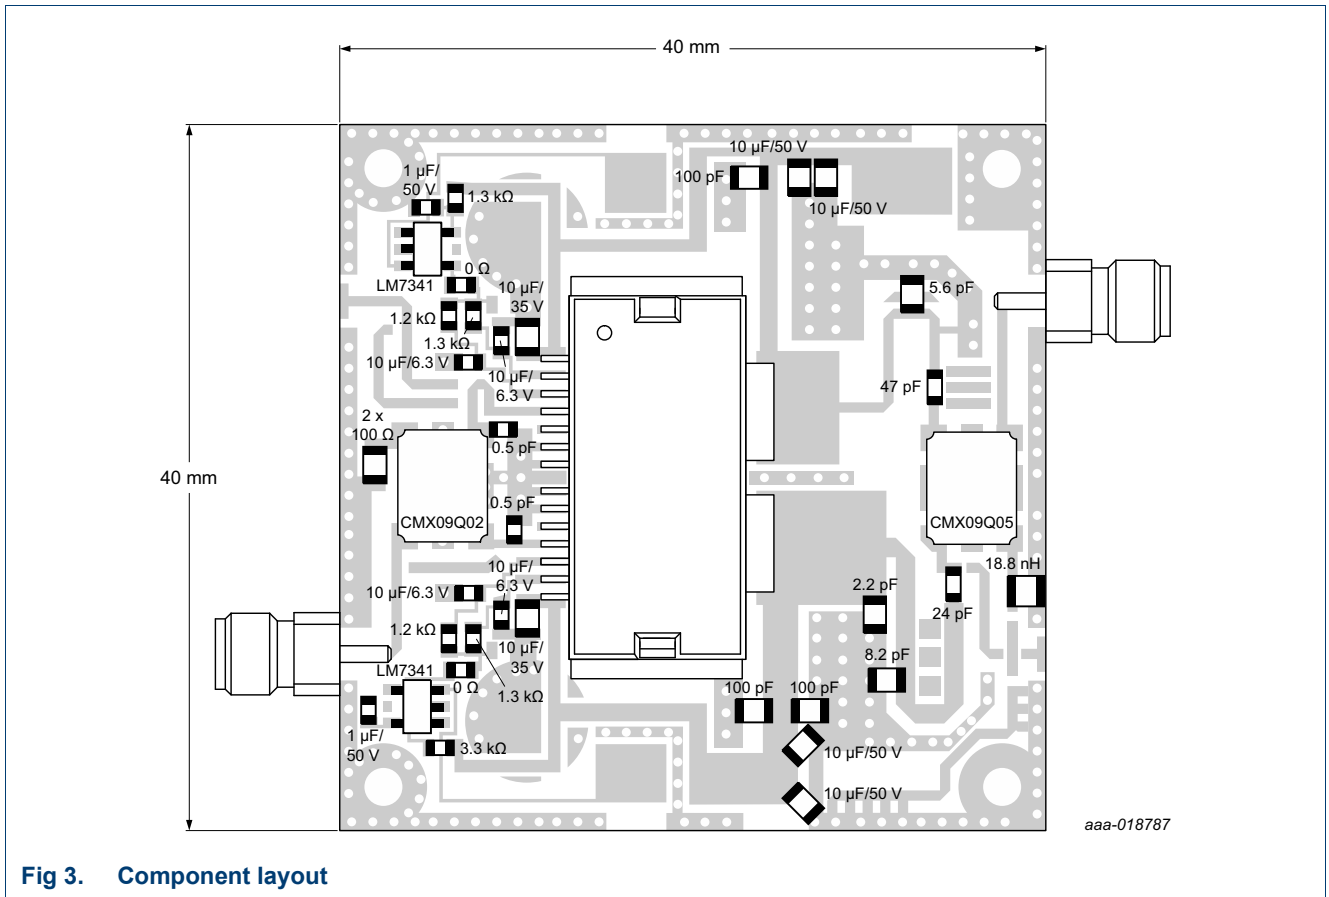 40 mm
10 µF/50 V
1 µF/
50 V
100 pF
1.3 kΩ
10 µF/50 V
0 Ω
LM7341
10 µF/
35 V
5.6 pF
1.2 kΩ
1.3 kΩ
10 µF/6.3 V
10 µF/
6.3 V
47 pF
2 x
100 Ω
0.5 pF
40 mm
0.5 pF
CMX09Q02
CMX09Q05
10 µF/
6.3 V
18.8 nH
10 µF/6.3 V
2.2 pF
24 pF
1.2 kΩ
10 µF/
35 V
8.2 pF
LM7341
0 Ω
1.3 kΩ
100 pF
100 pF
1 µF/
50 V
3.3 kΩ
10 µF/50 V
10 µF/50 V
aaa-018787
Fig 3. Component layout